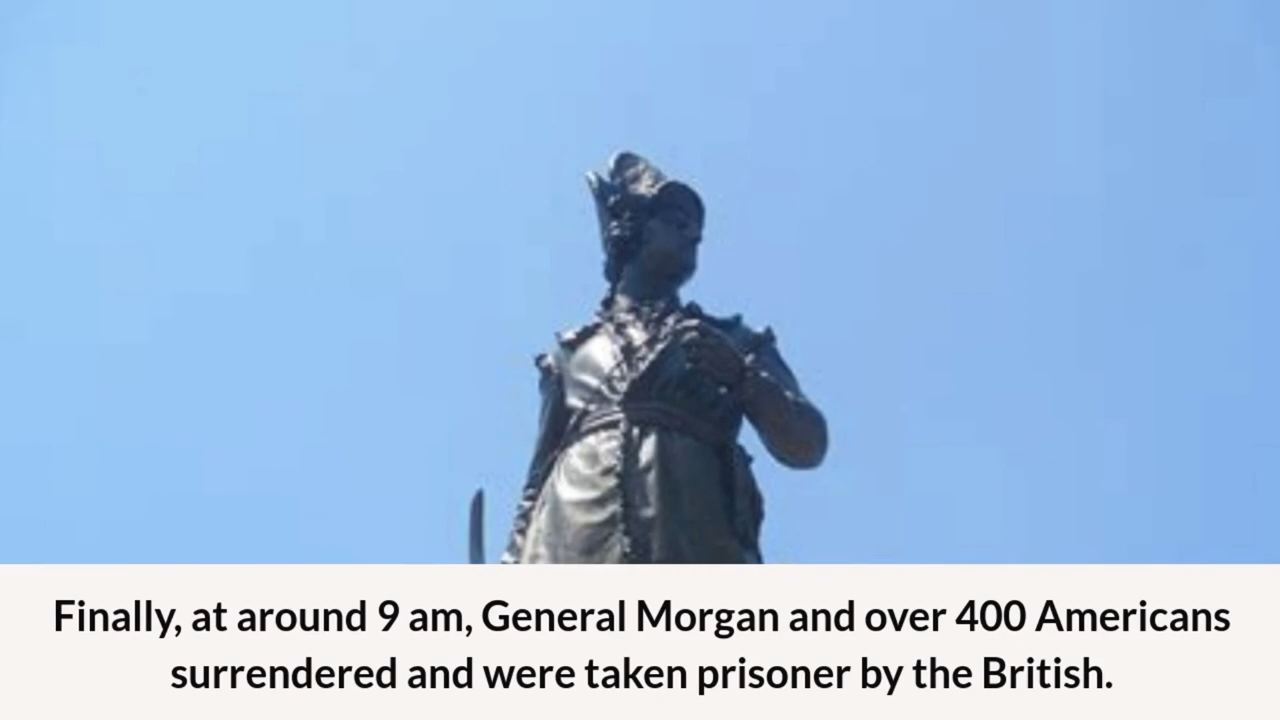 Finally, at around 9 am, General Morgan and over 400 Americans
surrendered and were taken prisoner by the British.